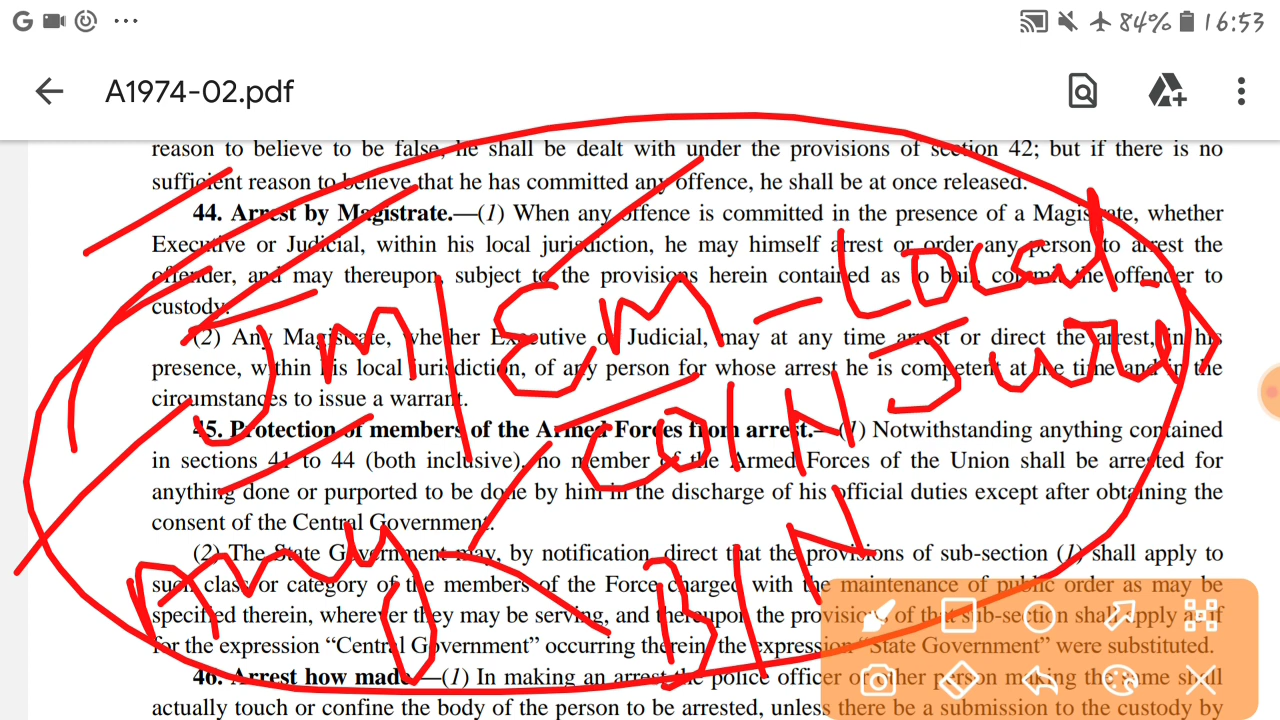 84% 16:53
A1974-02.pdf
reason to believe to be false, he shall be dealt with under the provisions of section 42; but if there is no
sufficient reason to believe that he has committed any offence, he shall be at once released.
44. Arrest by Magistrate.—(1) When any offence is committed in the presence of a Magistrate, whether
Executive or Judicial, within his local jurisdiction, he may himself arrest or order any person to arrest the
offender, and may thereupon, subject to the provisions herein contained as to bail, commit the offender to
custody.
(2) Any Magistrate, whether Executive or Judicial, may at any time arrest or direct the arrest, in his
presence, within his local jurisdiction, of any person for whose arrest he is competent at the time and in the
circumstances to issue a warrant.
45. Protection of members of the Armed Forces from arrest.—(1) Notwithstanding anything contained
in sections 41 to 44 (both inclusive), no member of the Armed Forces of the Union shall be arrested for
anything done or purported to be done by him in the discharge of his official duties except after obtaining the
consent of the Central Government.
(2) The State Government may, by notification, direct that the provisions of sub-section (1) shall apply to
such class or category of the members of the Force charged with the maintenance of public order as may be
specified therein, wherever they may be serving, and thereupon the provisions of that sub-section shall apply as if
for the expression “Central Government” occurring therein, the expression “State Government” were substituted.
46. Arrest how made.—(1) In making an arrest the police officer or other person making the same shall
actually touch or confine the body of the person to be arrested, unless there be a submission to the custody by
JM/Em - Local
may